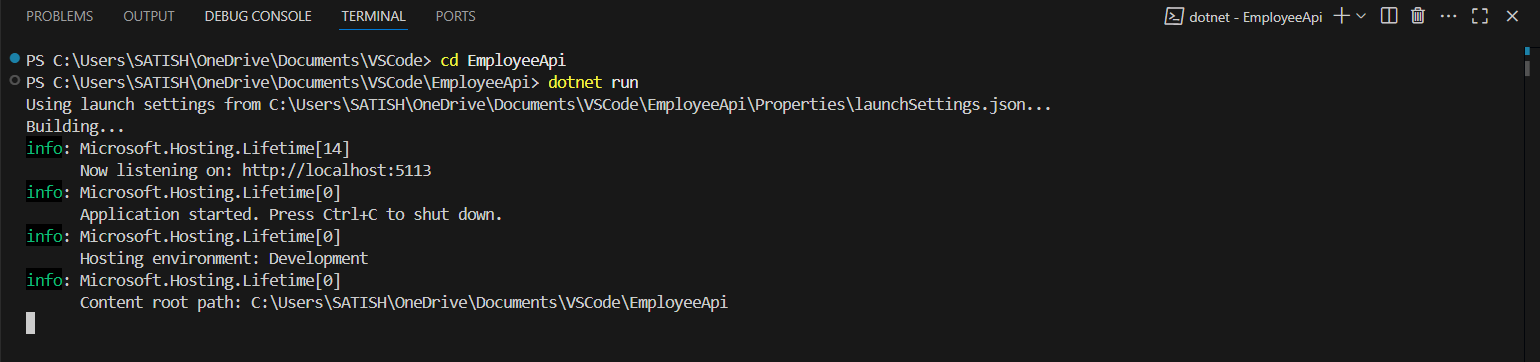 PROBLEMS OUTPUT DEBUG CONSOLE TERMINAL PORTS dotnet - EmployeeApi
PS C:\Users\SATISH\OneDrive\Documents\VSCode> cd EmployeeApi
PS C:\Users\SATISH\OneDrive\Documents\VSCode\EmployeeApi> dotnet run
Using launch settings from C:\Users\SATISH\OneDrive\Documents\VSCode\EmployeeApi\Properties\launchSettings.json...
Building...
info: Microsoft.Hosting.Lifetime[14]
Now listening on: http://localhost:5113
info: Microsoft.Hosting.Lifetime[0]
Application started. Press Ctrl+C to shut down.
info: Microsoft.Hosting.Lifetime[0]
Hosting environment: Development
info: Microsoft.Hosting.Lifetime[0]
Content root path: C:\Users\SATISH\OneDrive\Documents\VSCode\EmployeeApi